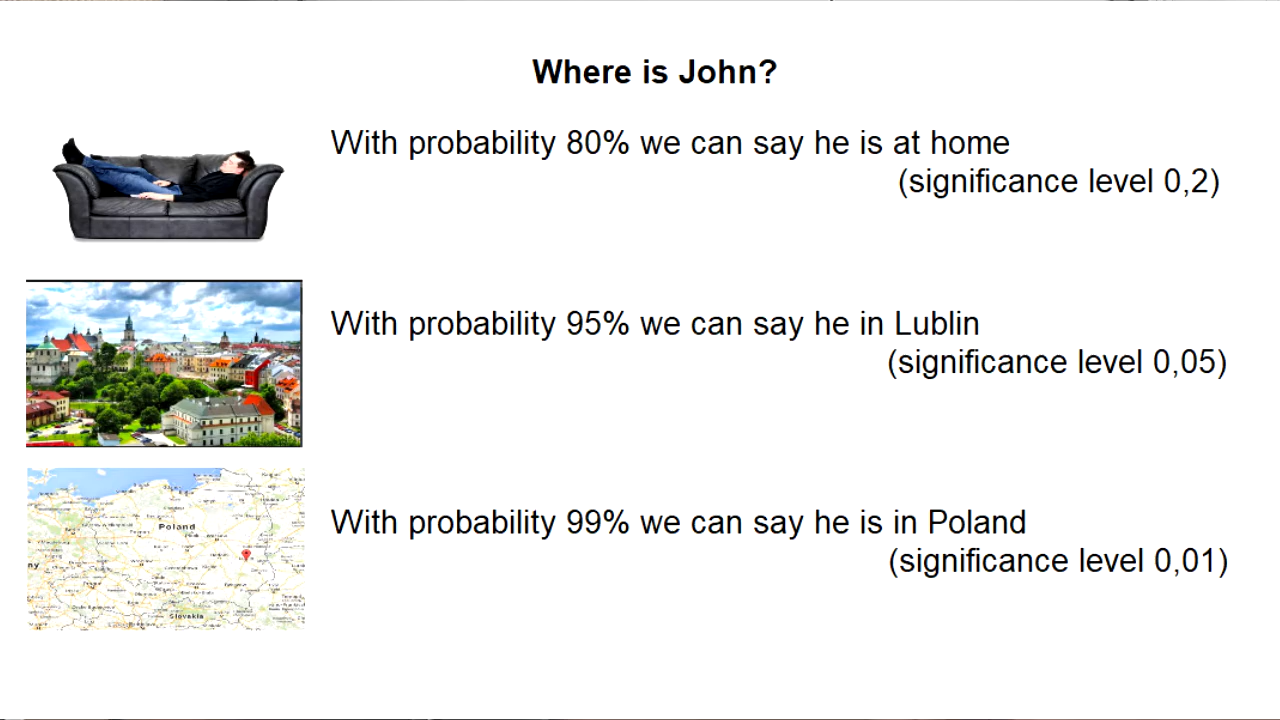 Where is John?
With probability 80% we can say he is at home
(significance level 0,2)
With probability 95% we can say he in Lublin
(significance level 0,05)
Poland
Slovakia
With probability 99% we can say he is in Poland
(significance level 0,01)